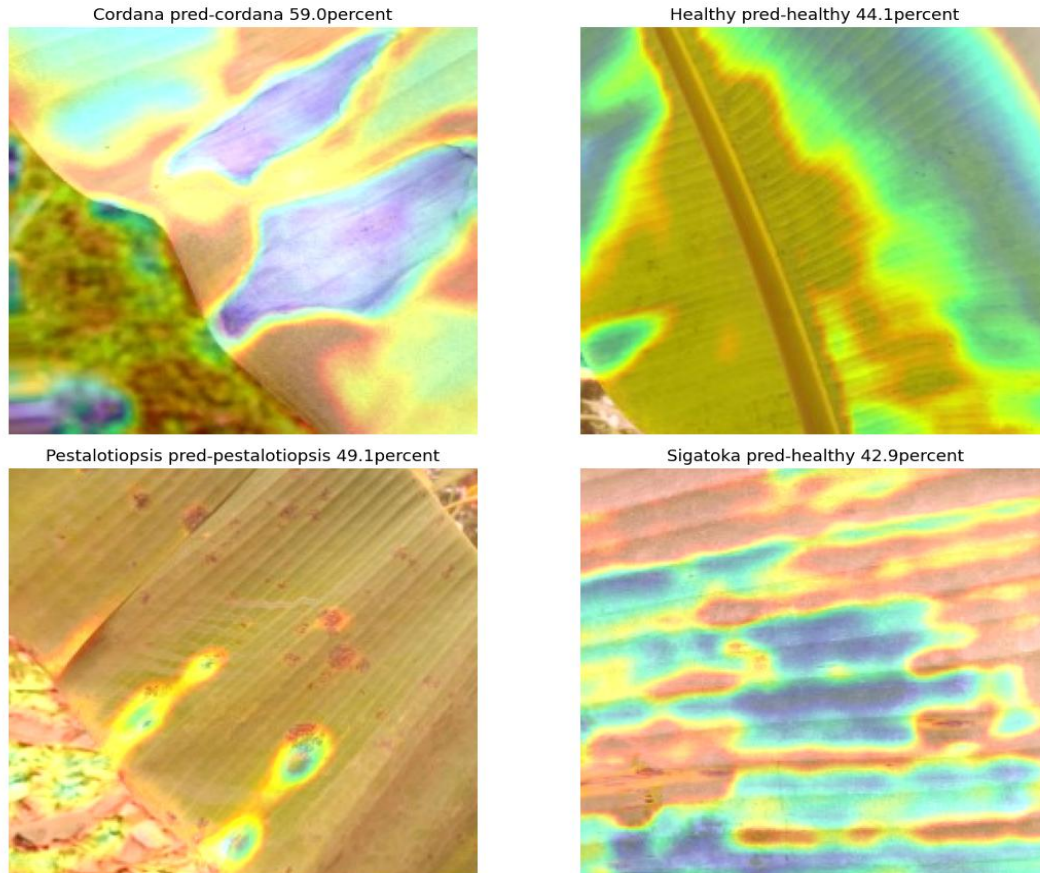 Cordana pred-cordana 59.0percent
Healthy pred-healthy 44.1percent
Pestalotiopsis pred-pestalotiopsis 49.1percent
Sigatoka pred-healthy 42.9percent